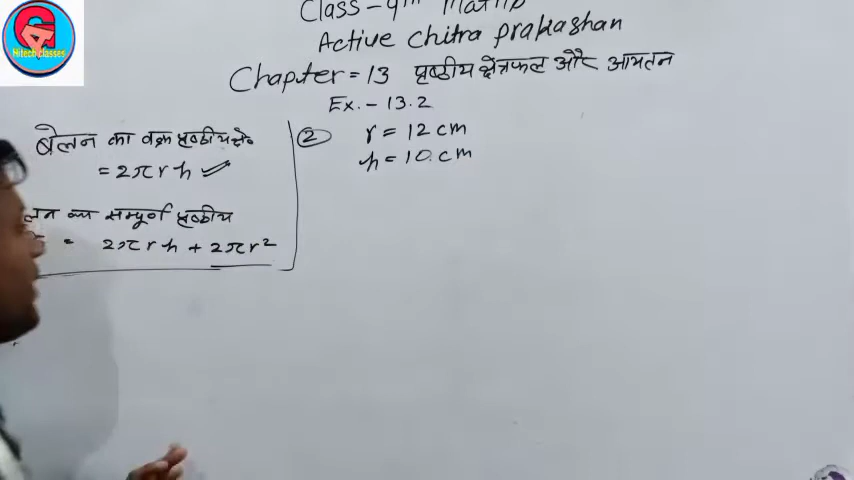 Hitech classes
Class - 9th Maths
Active Chitra prakashan
Chapter = 13 पृष्ठीय क्षेत्रफल और आयतन
Ex. - 13.2
बेलन का वक्र पृष्ठीय क्षे०
= 2πrh ✓
लन का सम्पूर्ण पृष्ठीय
= 2πrh + 2πr²
② r = 12 cm
h = 10 cm